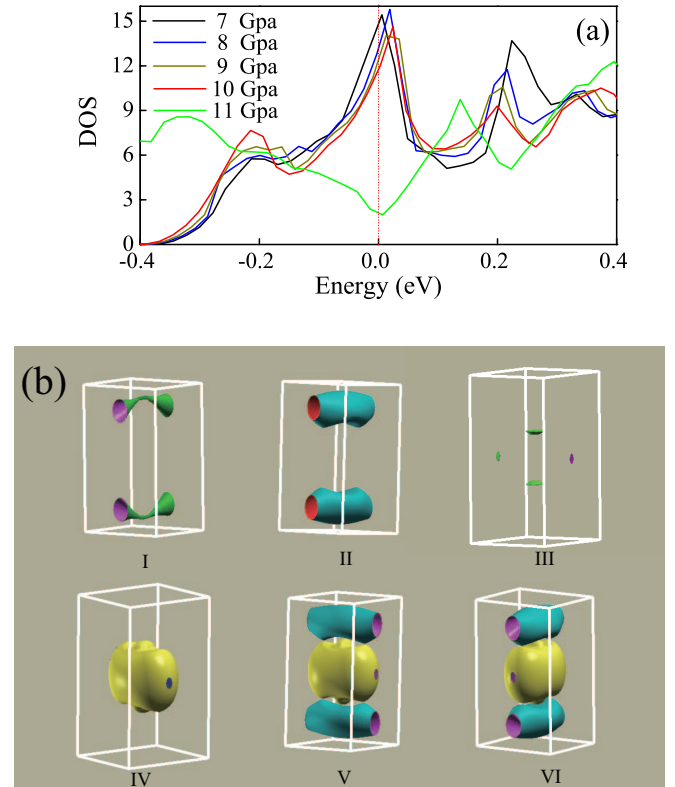 (a)
15
12
9
6
3
0
DOS
7 Gpa
8 Gpa
9 Gpa
10 Gpa
11 Gpa
-0.4 -0.2 0.0 0.2 0.4
Energy (eV)
(b)
I II III
IV V VI